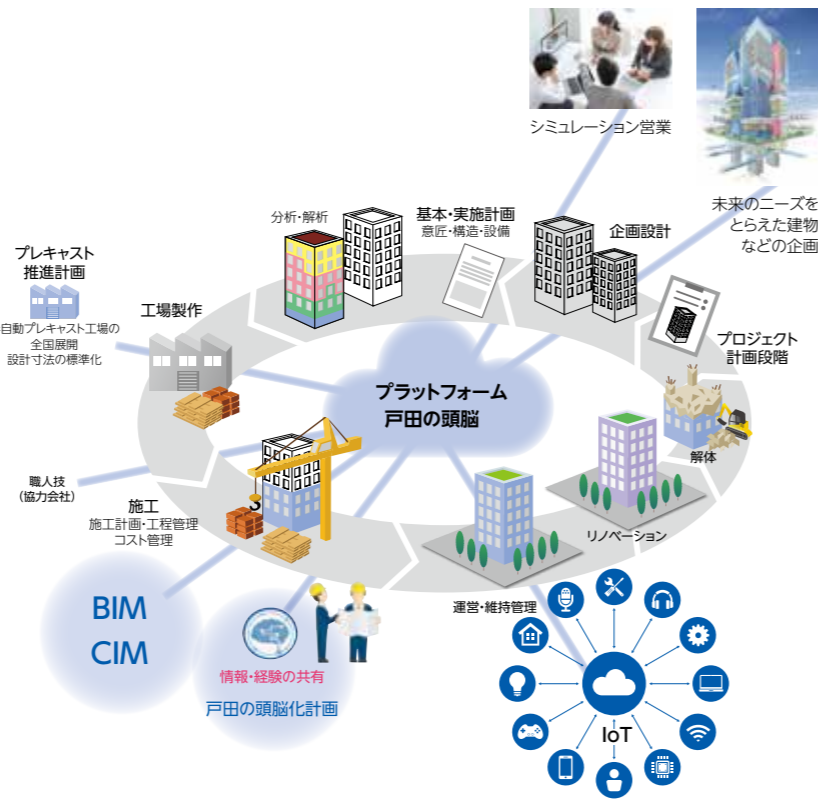 シミュレーション営業
未来のニーズを
とらえた建物
などの企画
分析・解析
基本・実施計画
意匠・構造・設備
企画設計
プレキャスト
推進計画
自動プレキャスト工場の
全国展開
設計寸法の標準化
工場製作
プロジェクト
計画段階
プラットフォーム
戸田の頭脳
解体
職人技
(協力会社)
施工
施工計画・工程管理
コスト管理
リノベーション
運営・維持管理
BIM
CIM
情報・経験の共有
戸田の頭脳化計画
IoT